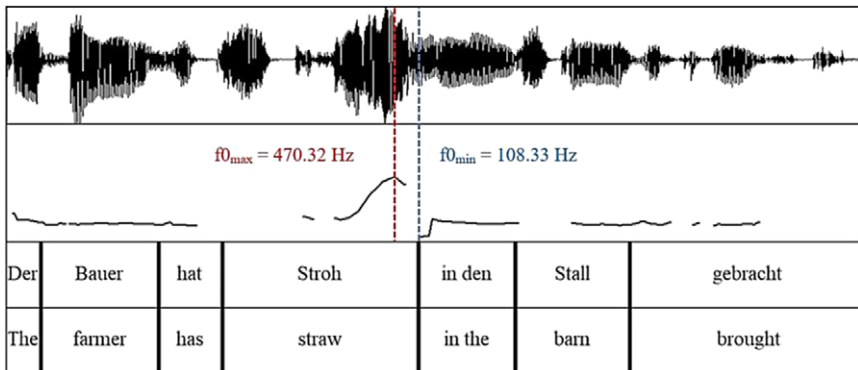 f0max = 470.32 Hz f0min = 108.33 Hz
Der Bauer hat Stroh in den Stall gebracht
The farmer has straw in the barn brought